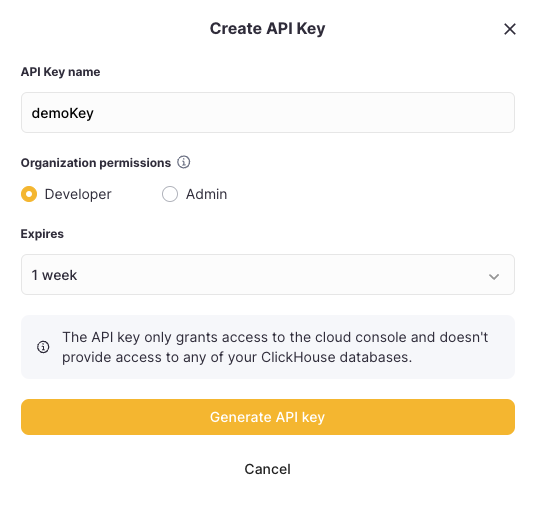 Create API Key
API Key name
demoKey
Organization permissions
Developer Admin
Expires
1 week
The API key only grants access to the cloud console and doesn't
provide access to any of your ClickHouse databases.
Generate API key
Cancel